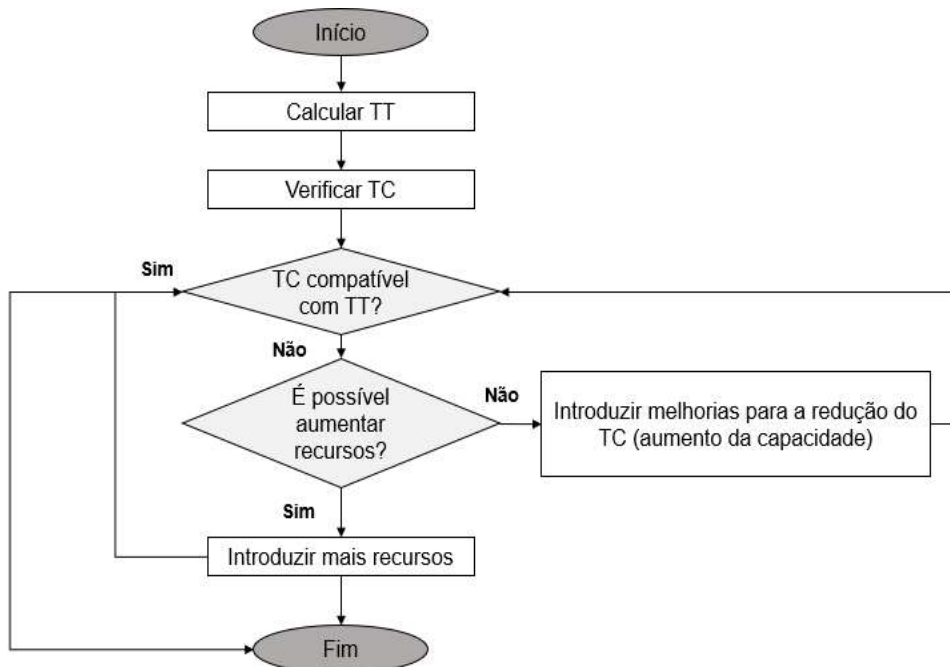 Início
Calcular TT
Verificar TC
Sim
TC compatível
com TT?
Não
É possível
aumentar
recursos?
Não
Introduzir melhorias para a redução do
TC (aumento da capacidade)
Sim
Introduzir mais recursos
Fim